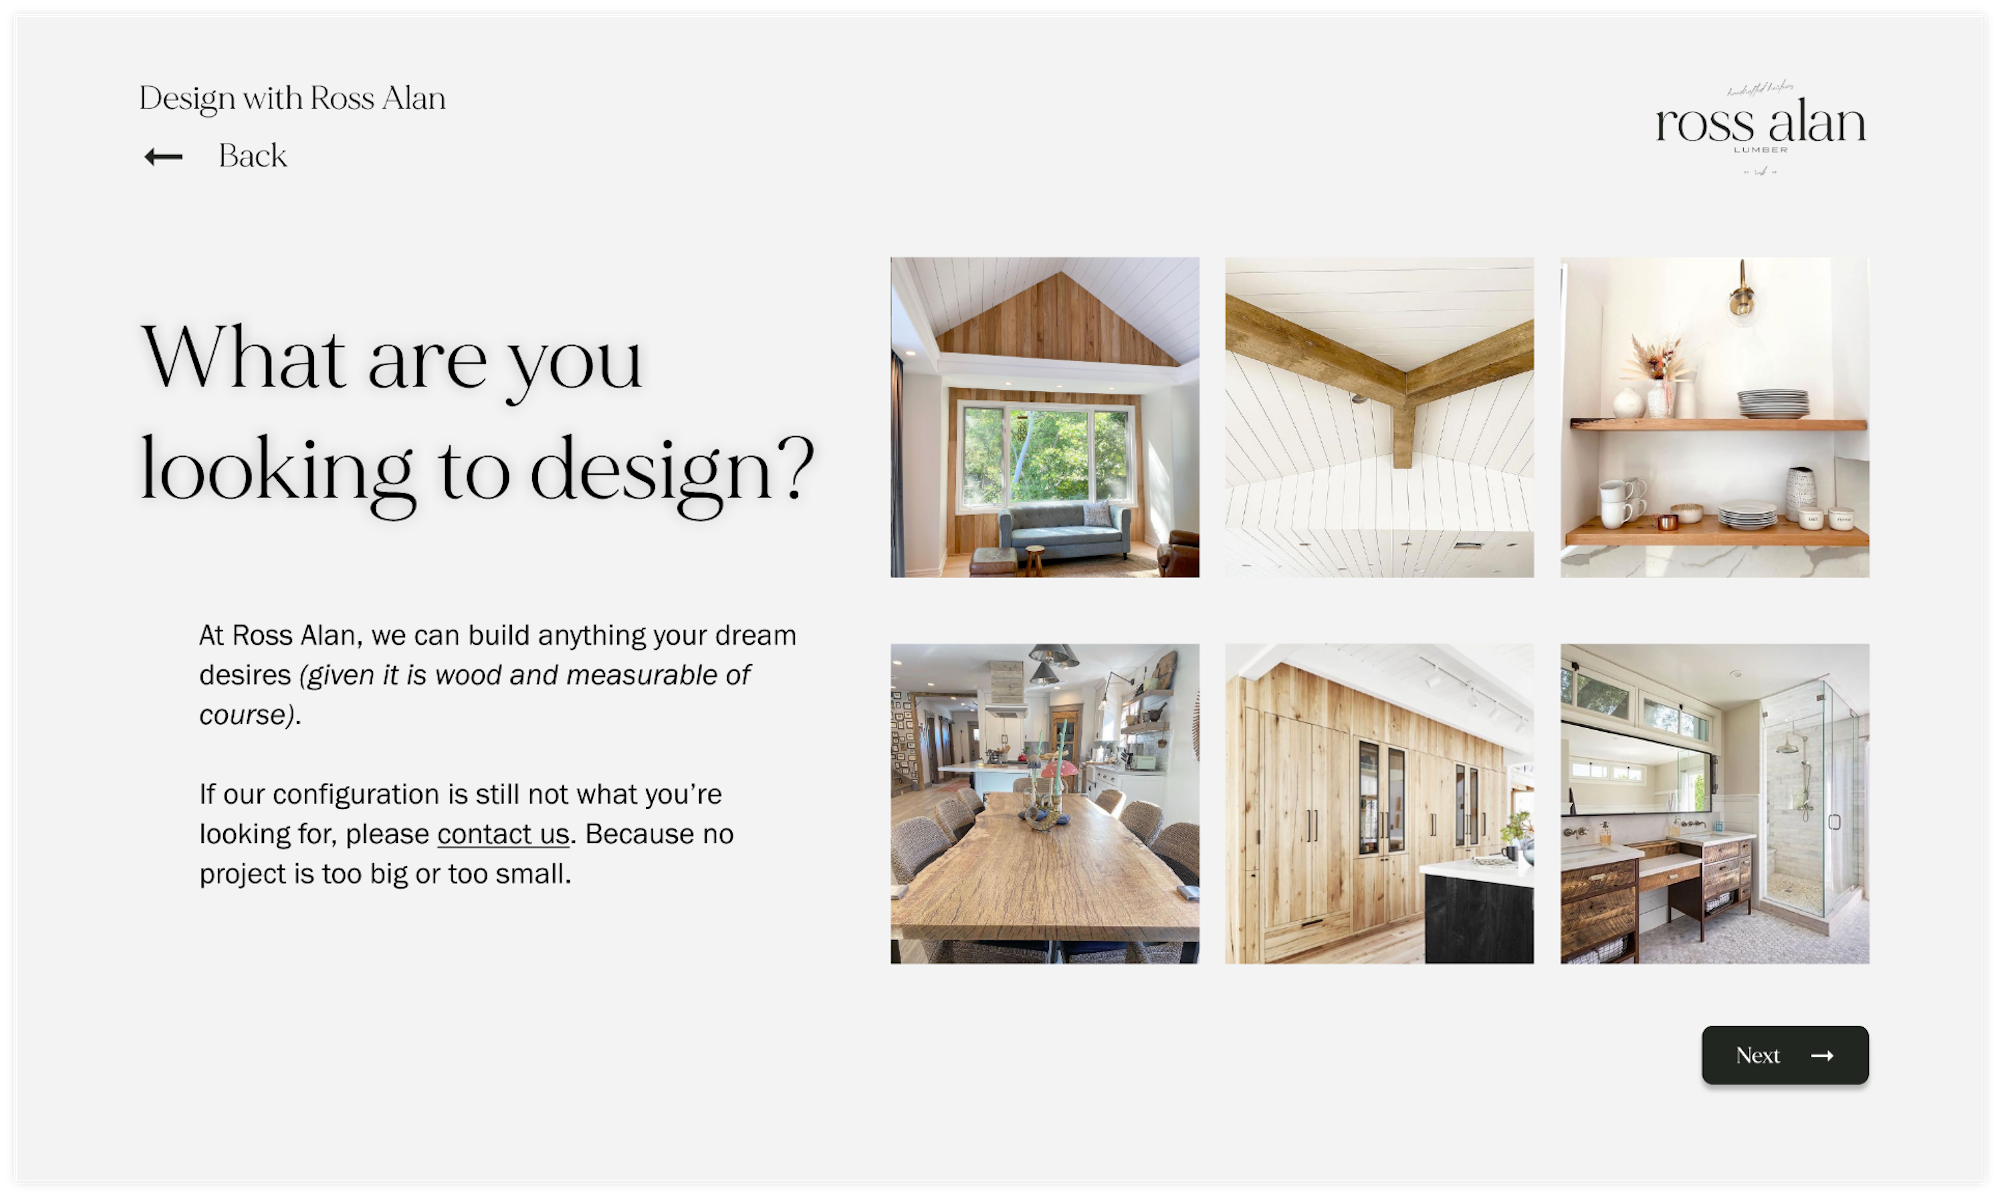 Design with Ross Alan
Back
ross alan
LUMBER
What are you
looking to design?
At Ross Alan, we can build anything your dream
desires (given it is wood and measurable of
course).
If our configuration is still not what you’re
looking for, please contact us. Because no
project is too big or too small.
Next